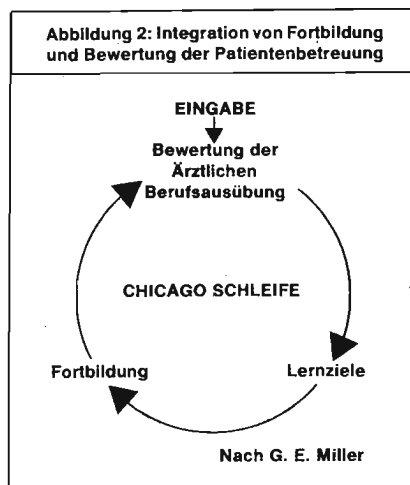 Abbildung 2: Integration von Fortbildung
und Bewertung der Patientenbetreuung
EINGABE
Bewertung der
Ärztlichen
Berufsausübung
CHICAGO SCHLEIFE
Fortbildung
Lernziele
Nach G. E. Miller